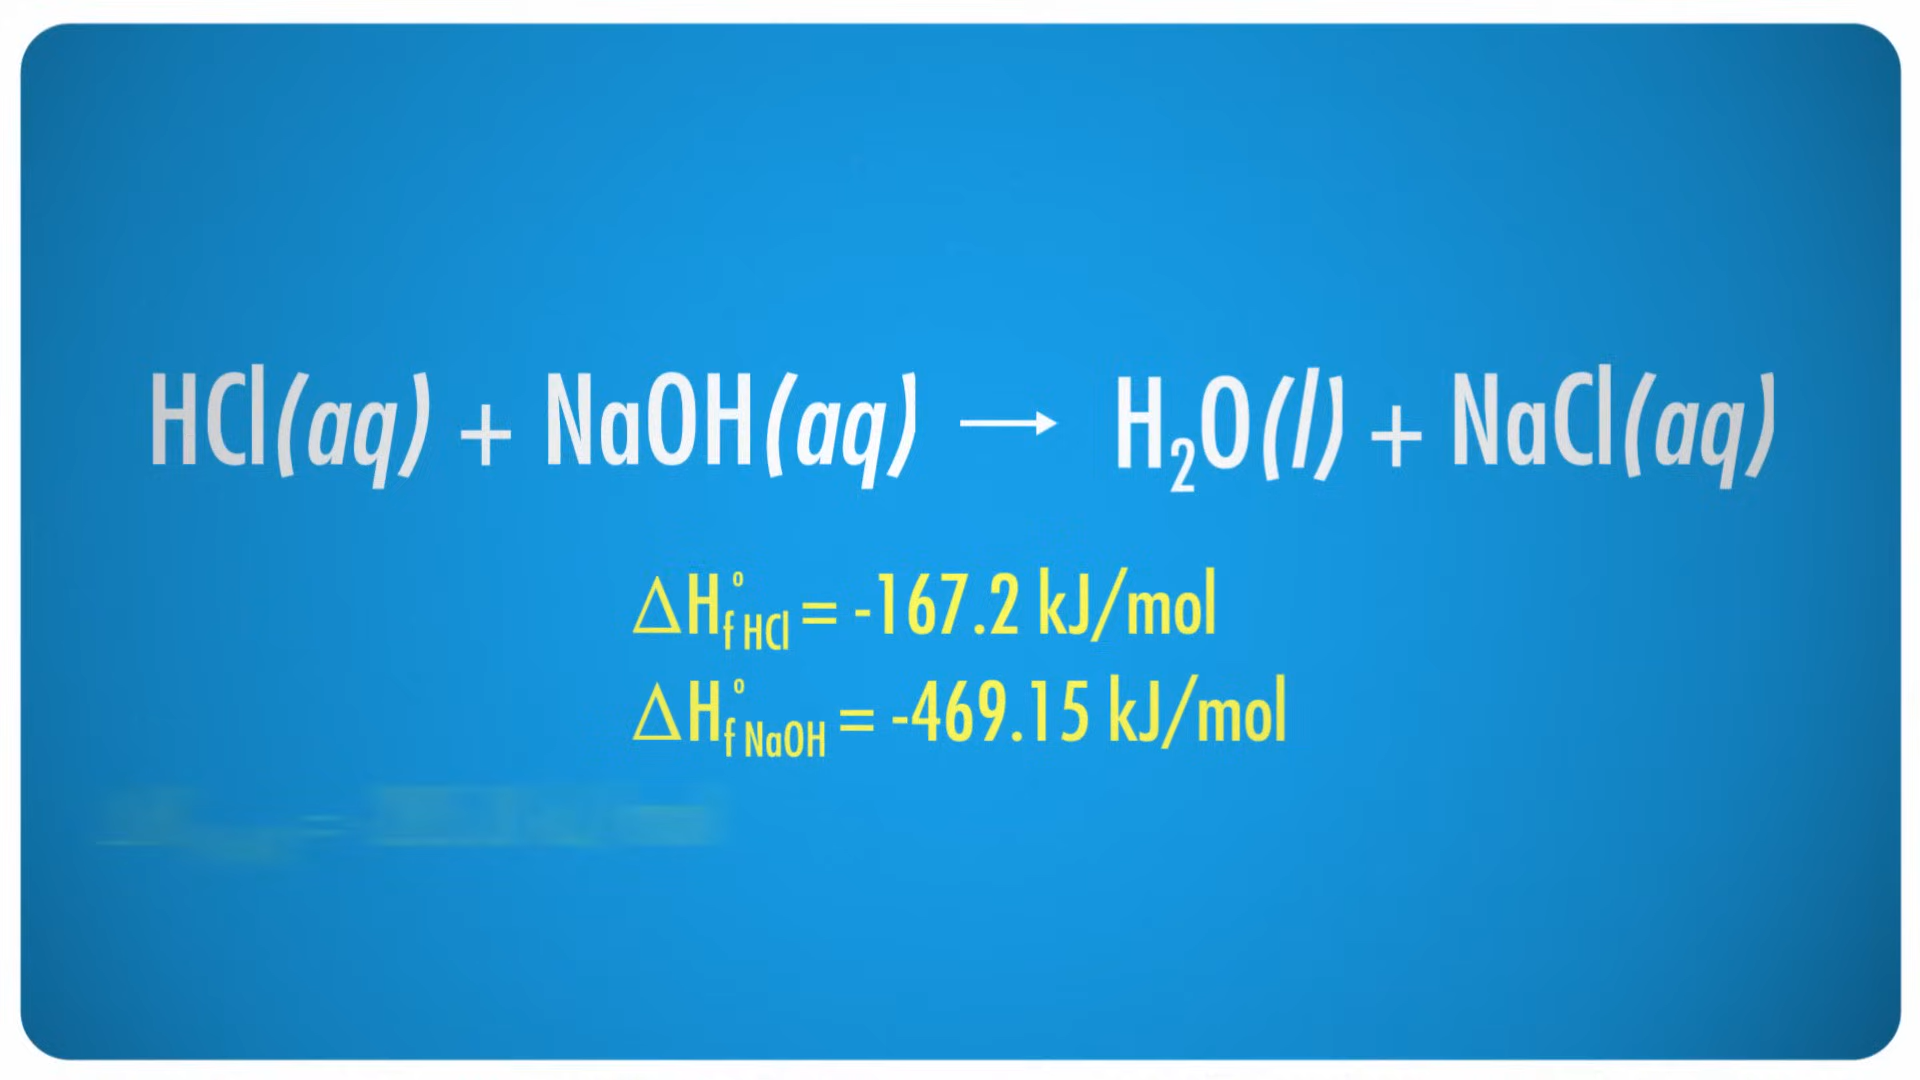 HCl(aq) + NaOH(aq) → H₂O(l) + NaCl(aq)
ΔH°f HCl = -167.2 kJ/mol
ΔH°f NaOH = -469.15 kJ/mol